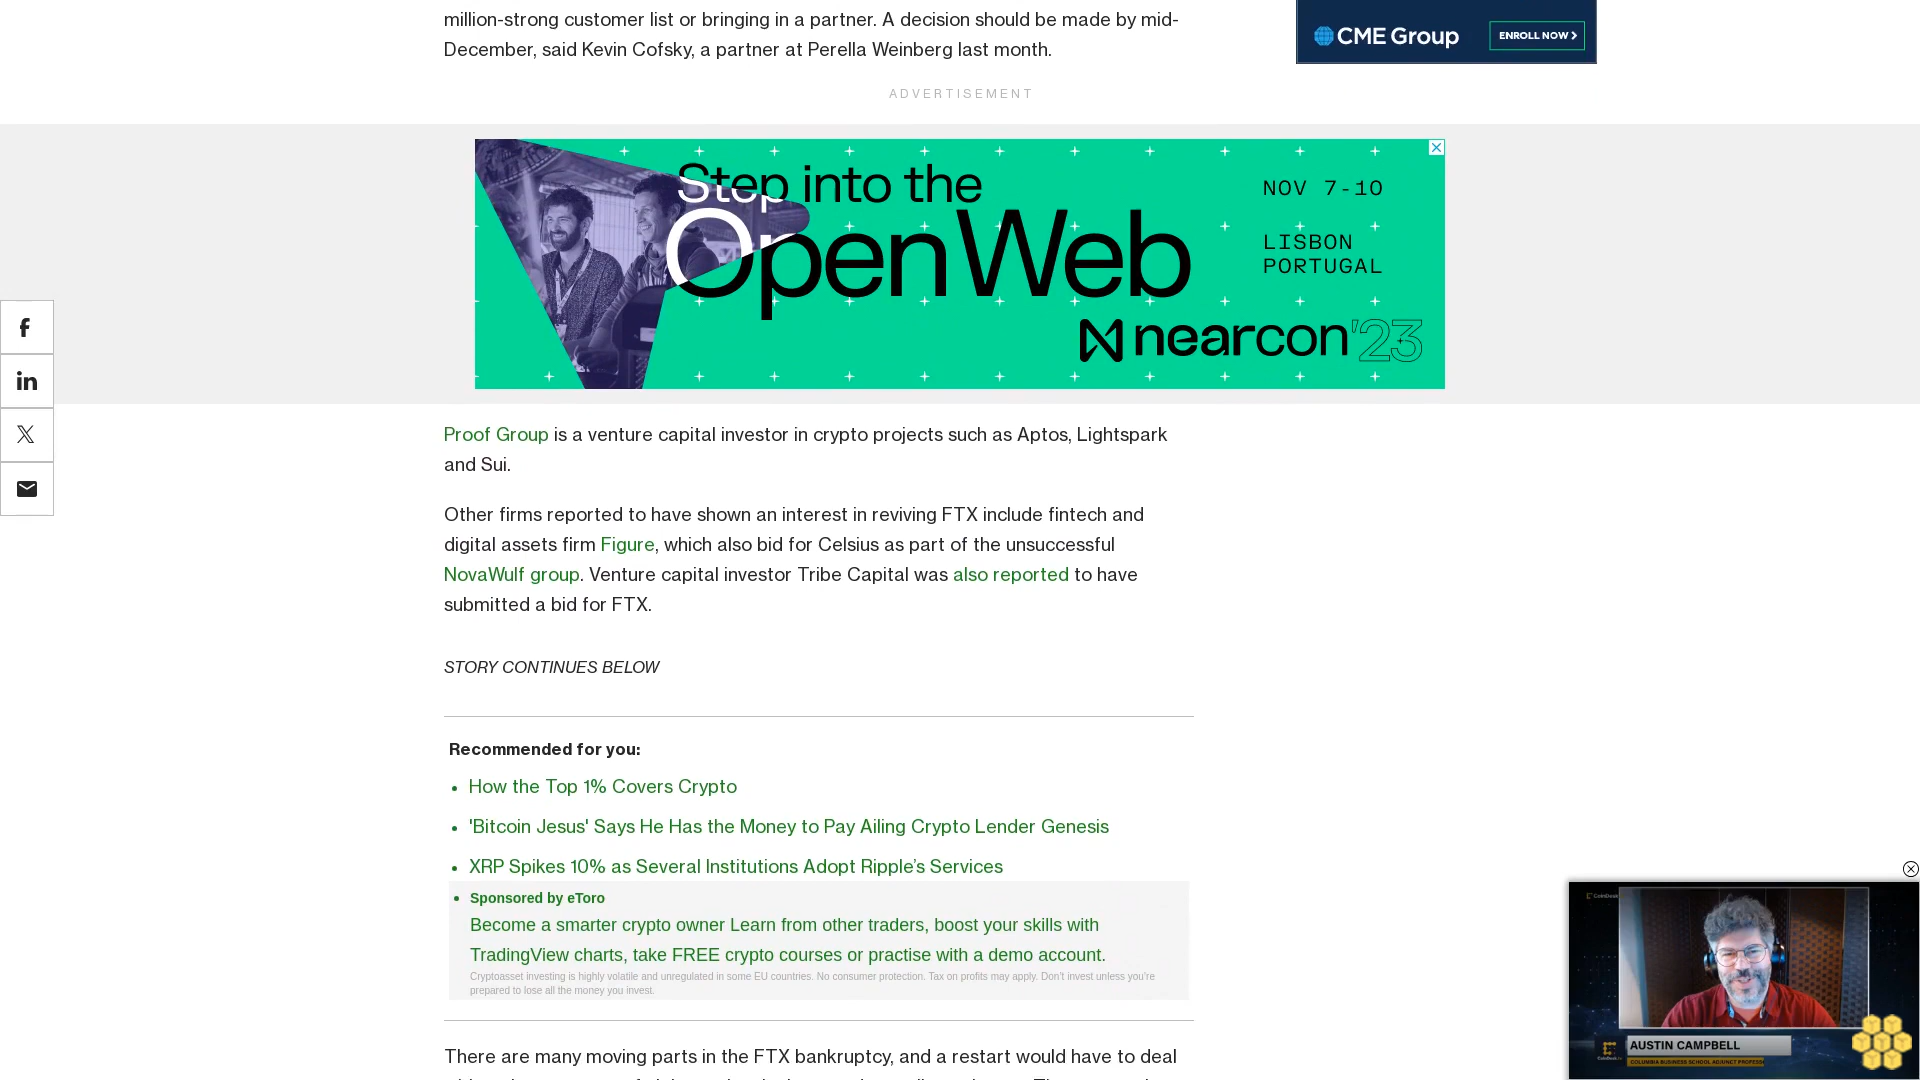 million-strong customer list or bringing in a partner. A decision should be made by mid-
December, said Kevin Cofsky, a partner at Perella Weinberg last month.
CME Group
ENROLL NOW
ADVERTISEMENT
Step into the
Open Web
NOV 7-10
LISBON
PORTUGAL
nearcon'23
f
in
X
Proof Group is a venture capital investor in crypto projects such as Aptos, Lightspark
and Sui.
Other firms reported to have shown an interest in reviving FTX include fintech and
digital assets firm Figure, which also bid for Celsius as part of the unsuccessful
NovaWulf group. Venture capital investor Tribe Capital was also reported to have
submitted a bid for FTX.
STORY CONTINUES BELOW
Recommended for you:
• How the Top 1% Covers Crypto
• 'Bitcoin Jesus' Says He Has the Money to Pay Ailing Crypto Lender Genesis
• XRP Spikes 10% as Several Institutions Adopt Ripple’s Services
• Sponsored by eToro
Become a smarter crypto owner Learn from other traders, boost your skills with
TradingView charts, take FREE crypto courses or practise with a demo account.
Cryptoasset investing is highly volatile and unregulated in some EU countries. No consumer protection. Tax on profits may apply. Don’t invest unless you’re
prepared to lose all the money you invest.
CoinDesk
AUSTIN CAMPBELL
COLUMBIA BUSINESS SCHOOL ADJUNCT PROFESS
There are many moving parts in the FTX bankruptcy, and a restart would have to deal